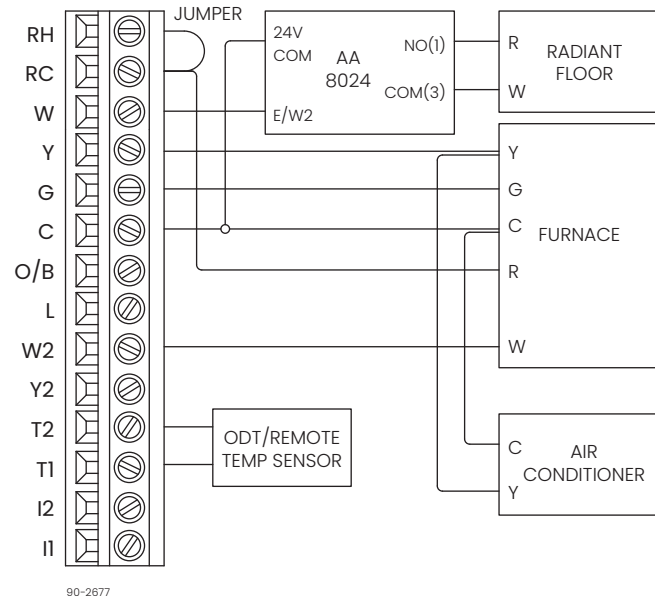 JUMPER
RH
RC
W
Y
G
C
O/B
L
W2
Y2
T2
T1
I2
I1
24V
COM
E/W2
AA
8024
NO(1)
COM(3)
R
W
RADIANT
FLOOR
Y
G
C
R
W
FURNACE
C
Y
AIR
CONDITIONER
ODT/REMOTE
TEMP SENSOR
90-2677